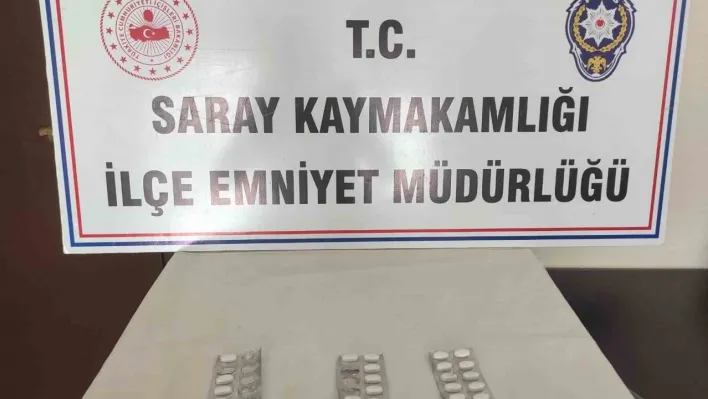 T.C.
SARAY KAYMAKAMLIĞI
İLÇE EMNİYET MÜDÜRLÜĞÜ